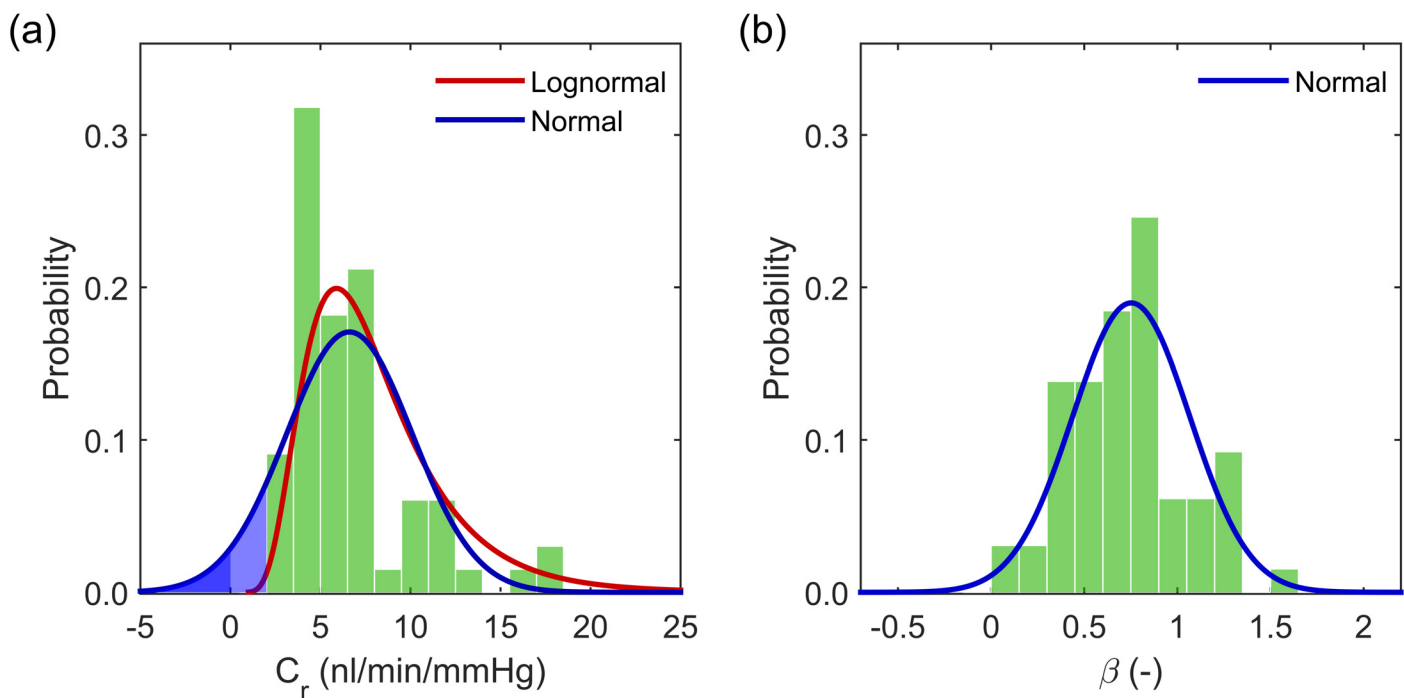 (a)
Lognormal
Normal
0.3
0.2
0.1
0.0
Probability
-5 0 5 10 15 20 25
C_r (nl/min/mmHg)
(b)
Normal
0.3
0.2
0.1
0.0
Probability
-0.5 0 0.5 1 1.5 2
β (-)